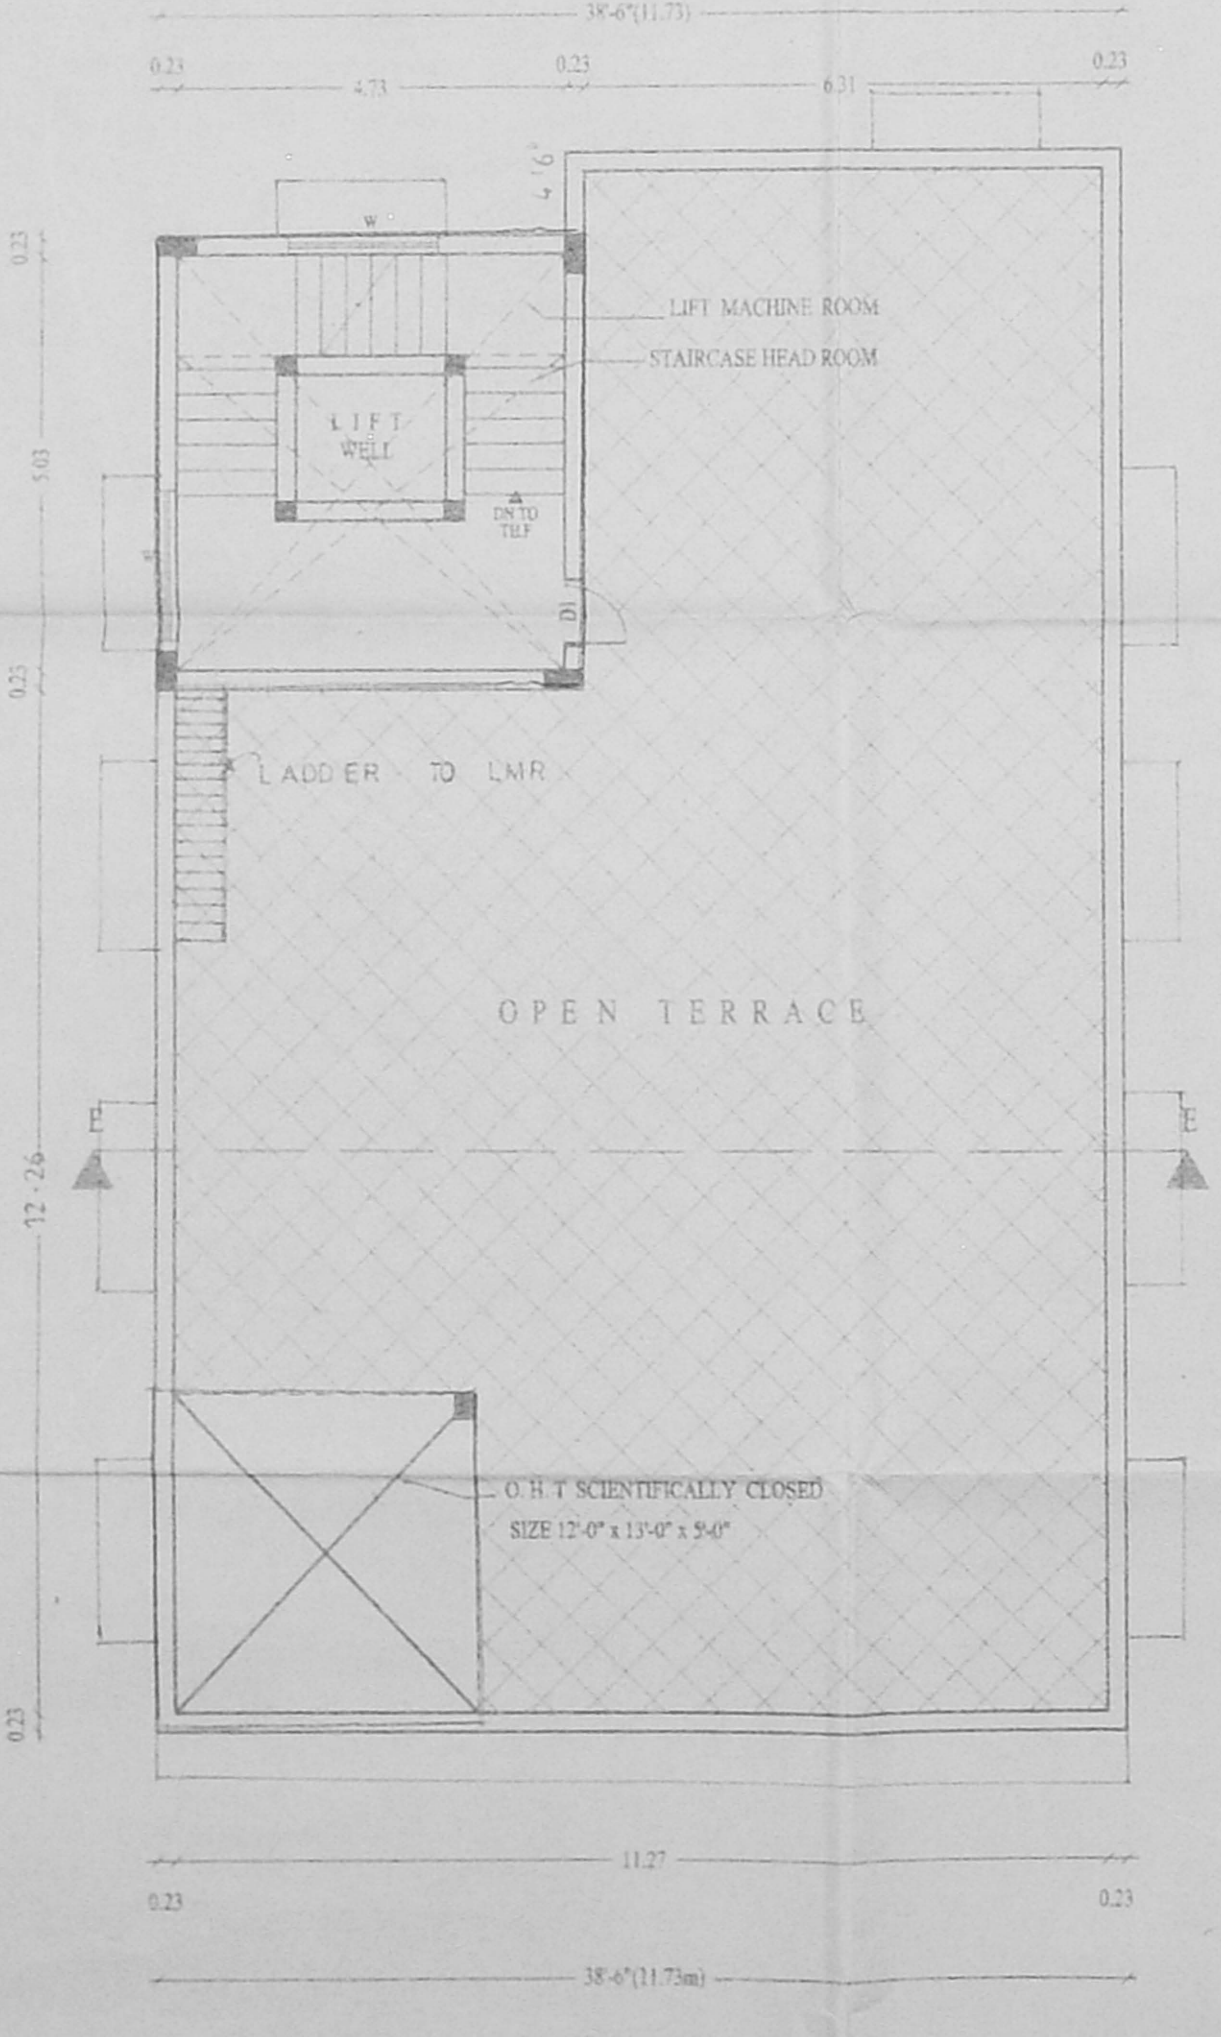 38'-6"(11.73)
0.23 0.23 0.23
4.73 6.31
4'6"
W
0.23
LIFT MACHINE ROOM
STAIRCASE HEAD ROOM
LIFT
WELL
5.03
DN TO
TH.F
D1
0.23
LADDER TO LMR
OPEN TERRACE
E E
12.26
O. H. T SCIENTIFICALLY CLOSED
SIZE 12'-0" x 13'-0" x 5'-0"
0.23
11.27
0.23 0.23
38'-6"(11.73m)